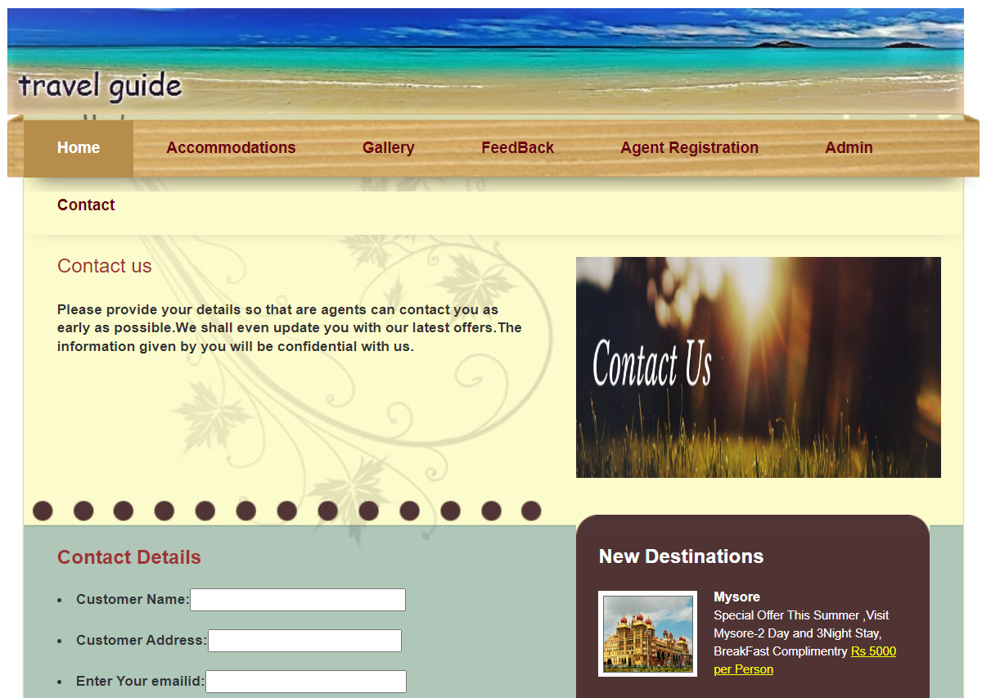 travel guide
Home Accommodations Gallery FeedBack Agent Registration Admin
Contact
Contact us
Please provide your details so that are agents can contact you as
early as possible.We shall even update you with our latest offers.The
information given by you will be confidential with us.
Contact Us
Contact Details
Customer Name:
Customer Address:
Enter Your emailid:
New Destinations
Mysore
Special Offer This Summer ,Visit
Mysore-2 Day and 3Night Stay,
BreakFast Complimentry Rs 5000
per Person